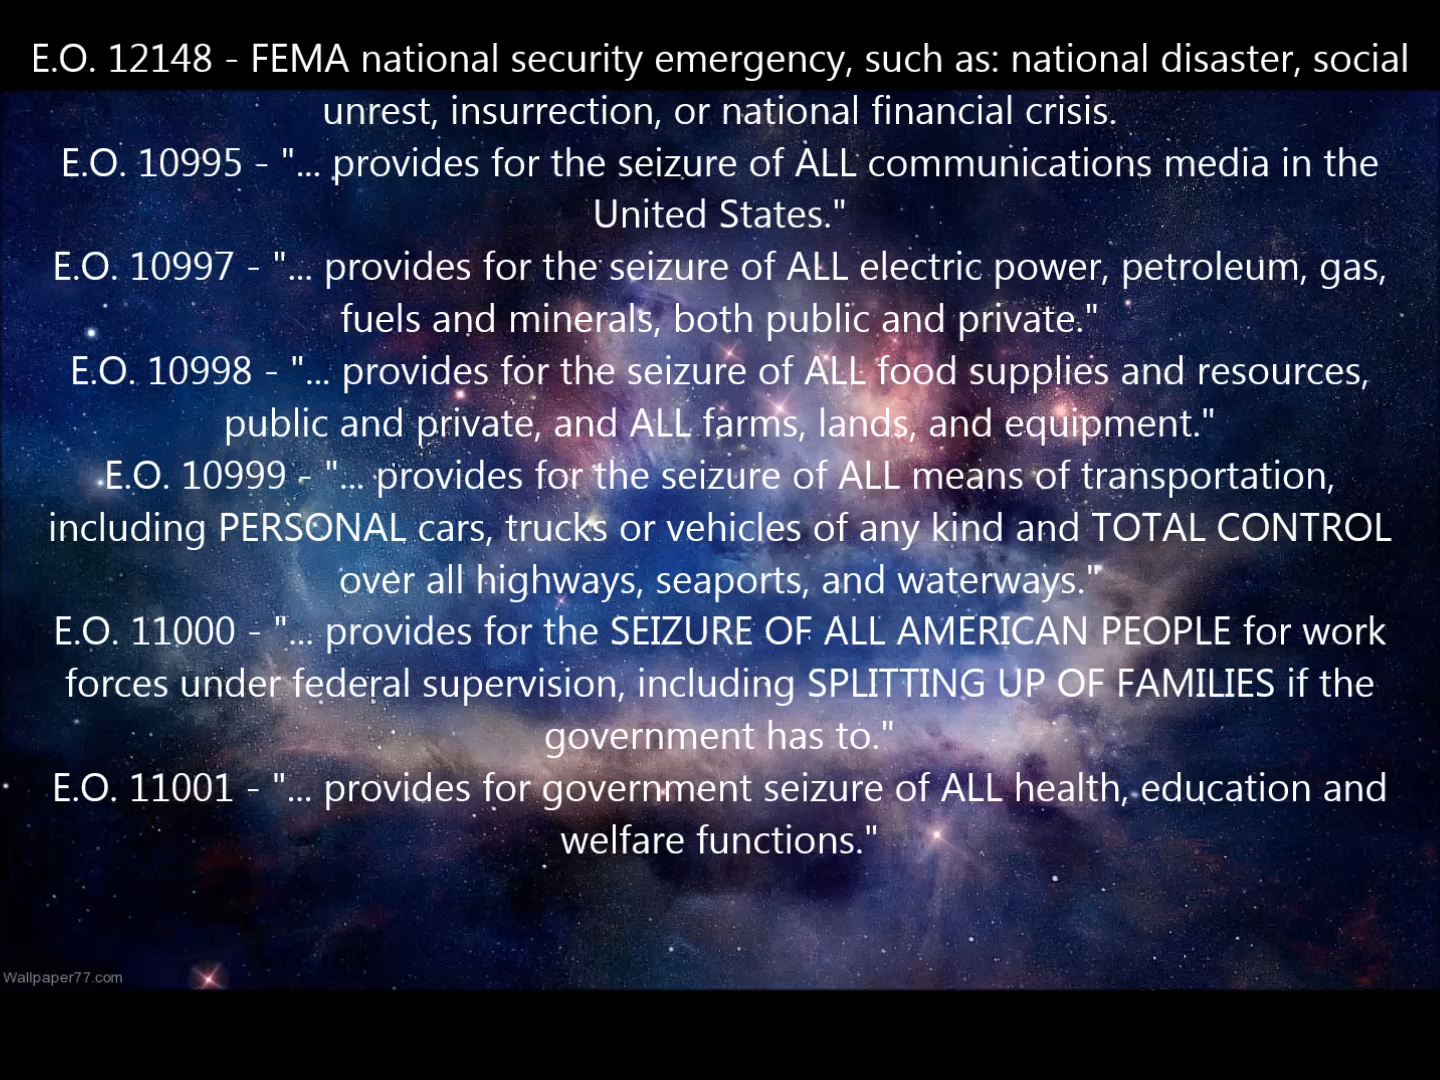 E.O. 12148 - FEMA national security emergency, such as: national disaster, social
unrest, insurrection, or national financial crisis.
E.O. 10995 - "... provides for the seizure of ALL communications media in the
United States."
E.O. 10997 - "... provides for the seizure of ALL electric power, petroleum, gas,
fuels and minerals, both public and private."
E.O. 10998 - "... provides for the seizure of ALL food supplies and resources,
public and private, and ALL farms, lands, and equipment."
E.O. 10999 - "... provides for the seizure of ALL means of transportation,
including PERSONAL cars, trucks or vehicles of any kind and TOTAL CONTROL
over all highways, seaports, and waterways."
E.O. 11000 - "... provides for the SEIZURE OF ALL AMERICAN PEOPLE for work
forces under federal supervision, including SPLITTING UP OF FAMILIES if the
government has to."
E.O. 11001 - "... provides for government seizure of ALL health, education and
welfare functions."
Wallpaper77.com